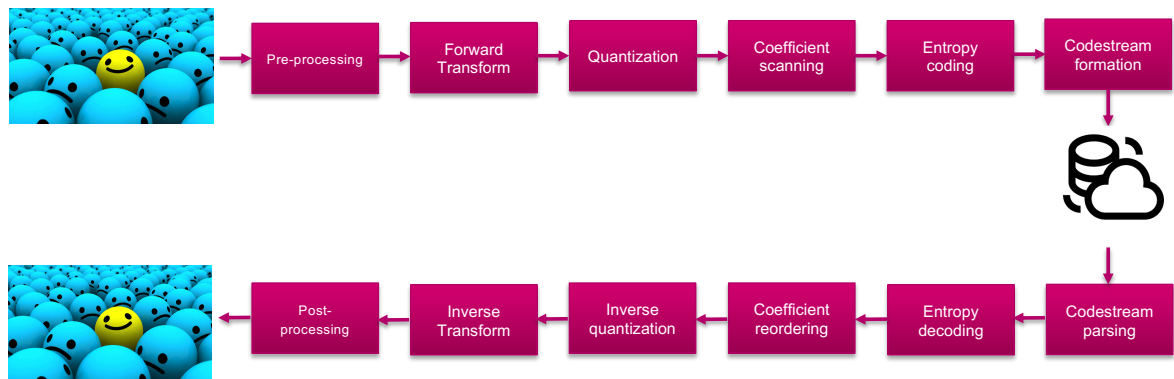 Pre-processing
Forward
Transform
Quantization
Coefficient
scanning
Entropy
coding
Codestream
formation
Post-
processing
Inverse
Transform
Inverse
quantization
Coefficient
reordering
Entropy
decoding
Codestream
parsing